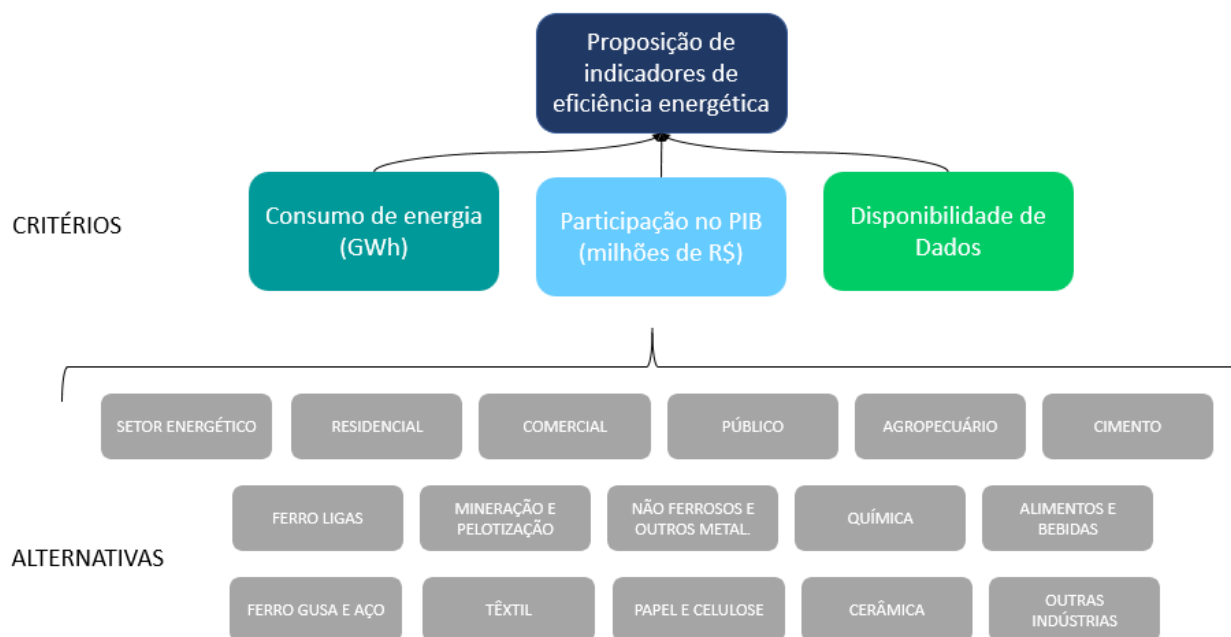 Proposição de
indicadores de
eficiência energética
CRITÉRIOS
Consumo de energia
(GWh)
Participação no PIB
(milhões de R$)
Disponibilidade de
Dados
SETOR ENERGÉTICO
RESIDENCIAL
COMERCIAL
PÚBLICO
AGROPECUÁRIO
CIMENTO
ALTERNATIVAS
FERRO LIGAS
MINERAÇÃO E
PELOTIZAÇÃO
NÃO FERROSOS E
OUTROS METAL.
QUÍMICA
ALIMENTOS E
BEBIDAS
FERRO GUSA E AÇO
TÊXTIL
PAPEL E CELULOSE
CERÂMICA
OUTRAS
INDÚSTRIAS